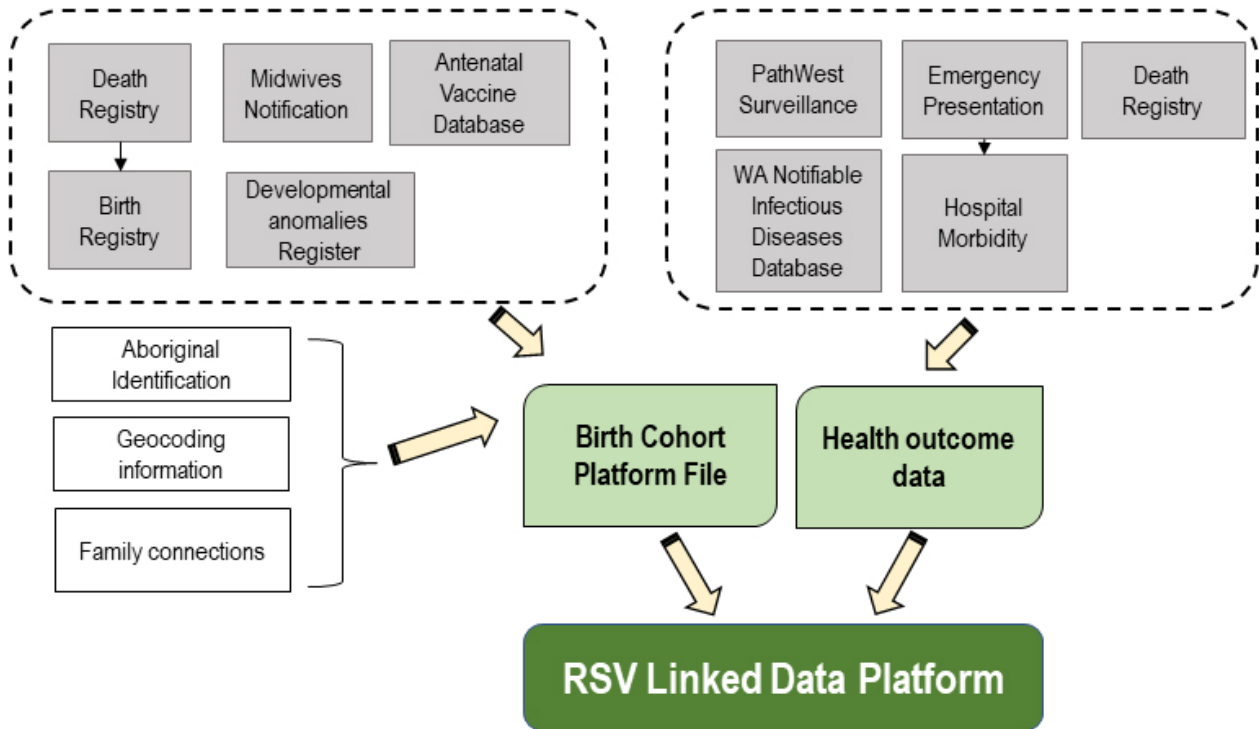 Death
Registry
Midwives
Notification
Antenatal
Vaccine
Database
Birth
Registry
Developmental
anomalies
Register
PathWest
Surveillance
Emergency
Presentation
Death
Registry
WA Notifiable
Infectious
Diseases
Database
Hospital
Morbidity
Aboriginal
Identification
Geocoding
information
Family connections
Birth Cohort
Platform File
Health outcome
data
RSV Linked Data Platform